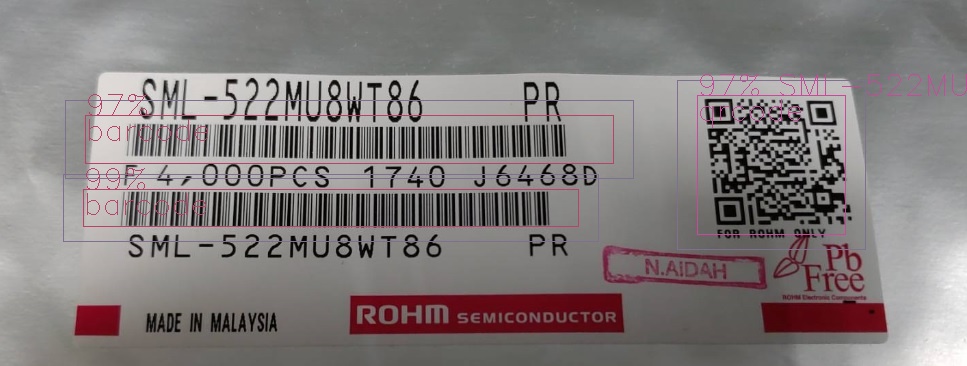 SML-522MU8WT86 PR
97% barcode
97% SML-522MU
qrcode
4,000PCS 1740 J6468D
99% barcode
FOR ROHM ONLY
SML-522MU8WT86 PR
N.AIDAH
Pb
Free
ROHM Electronic Components
MADE IN MALAYSIA
ROHM SEMICONDUCTOR